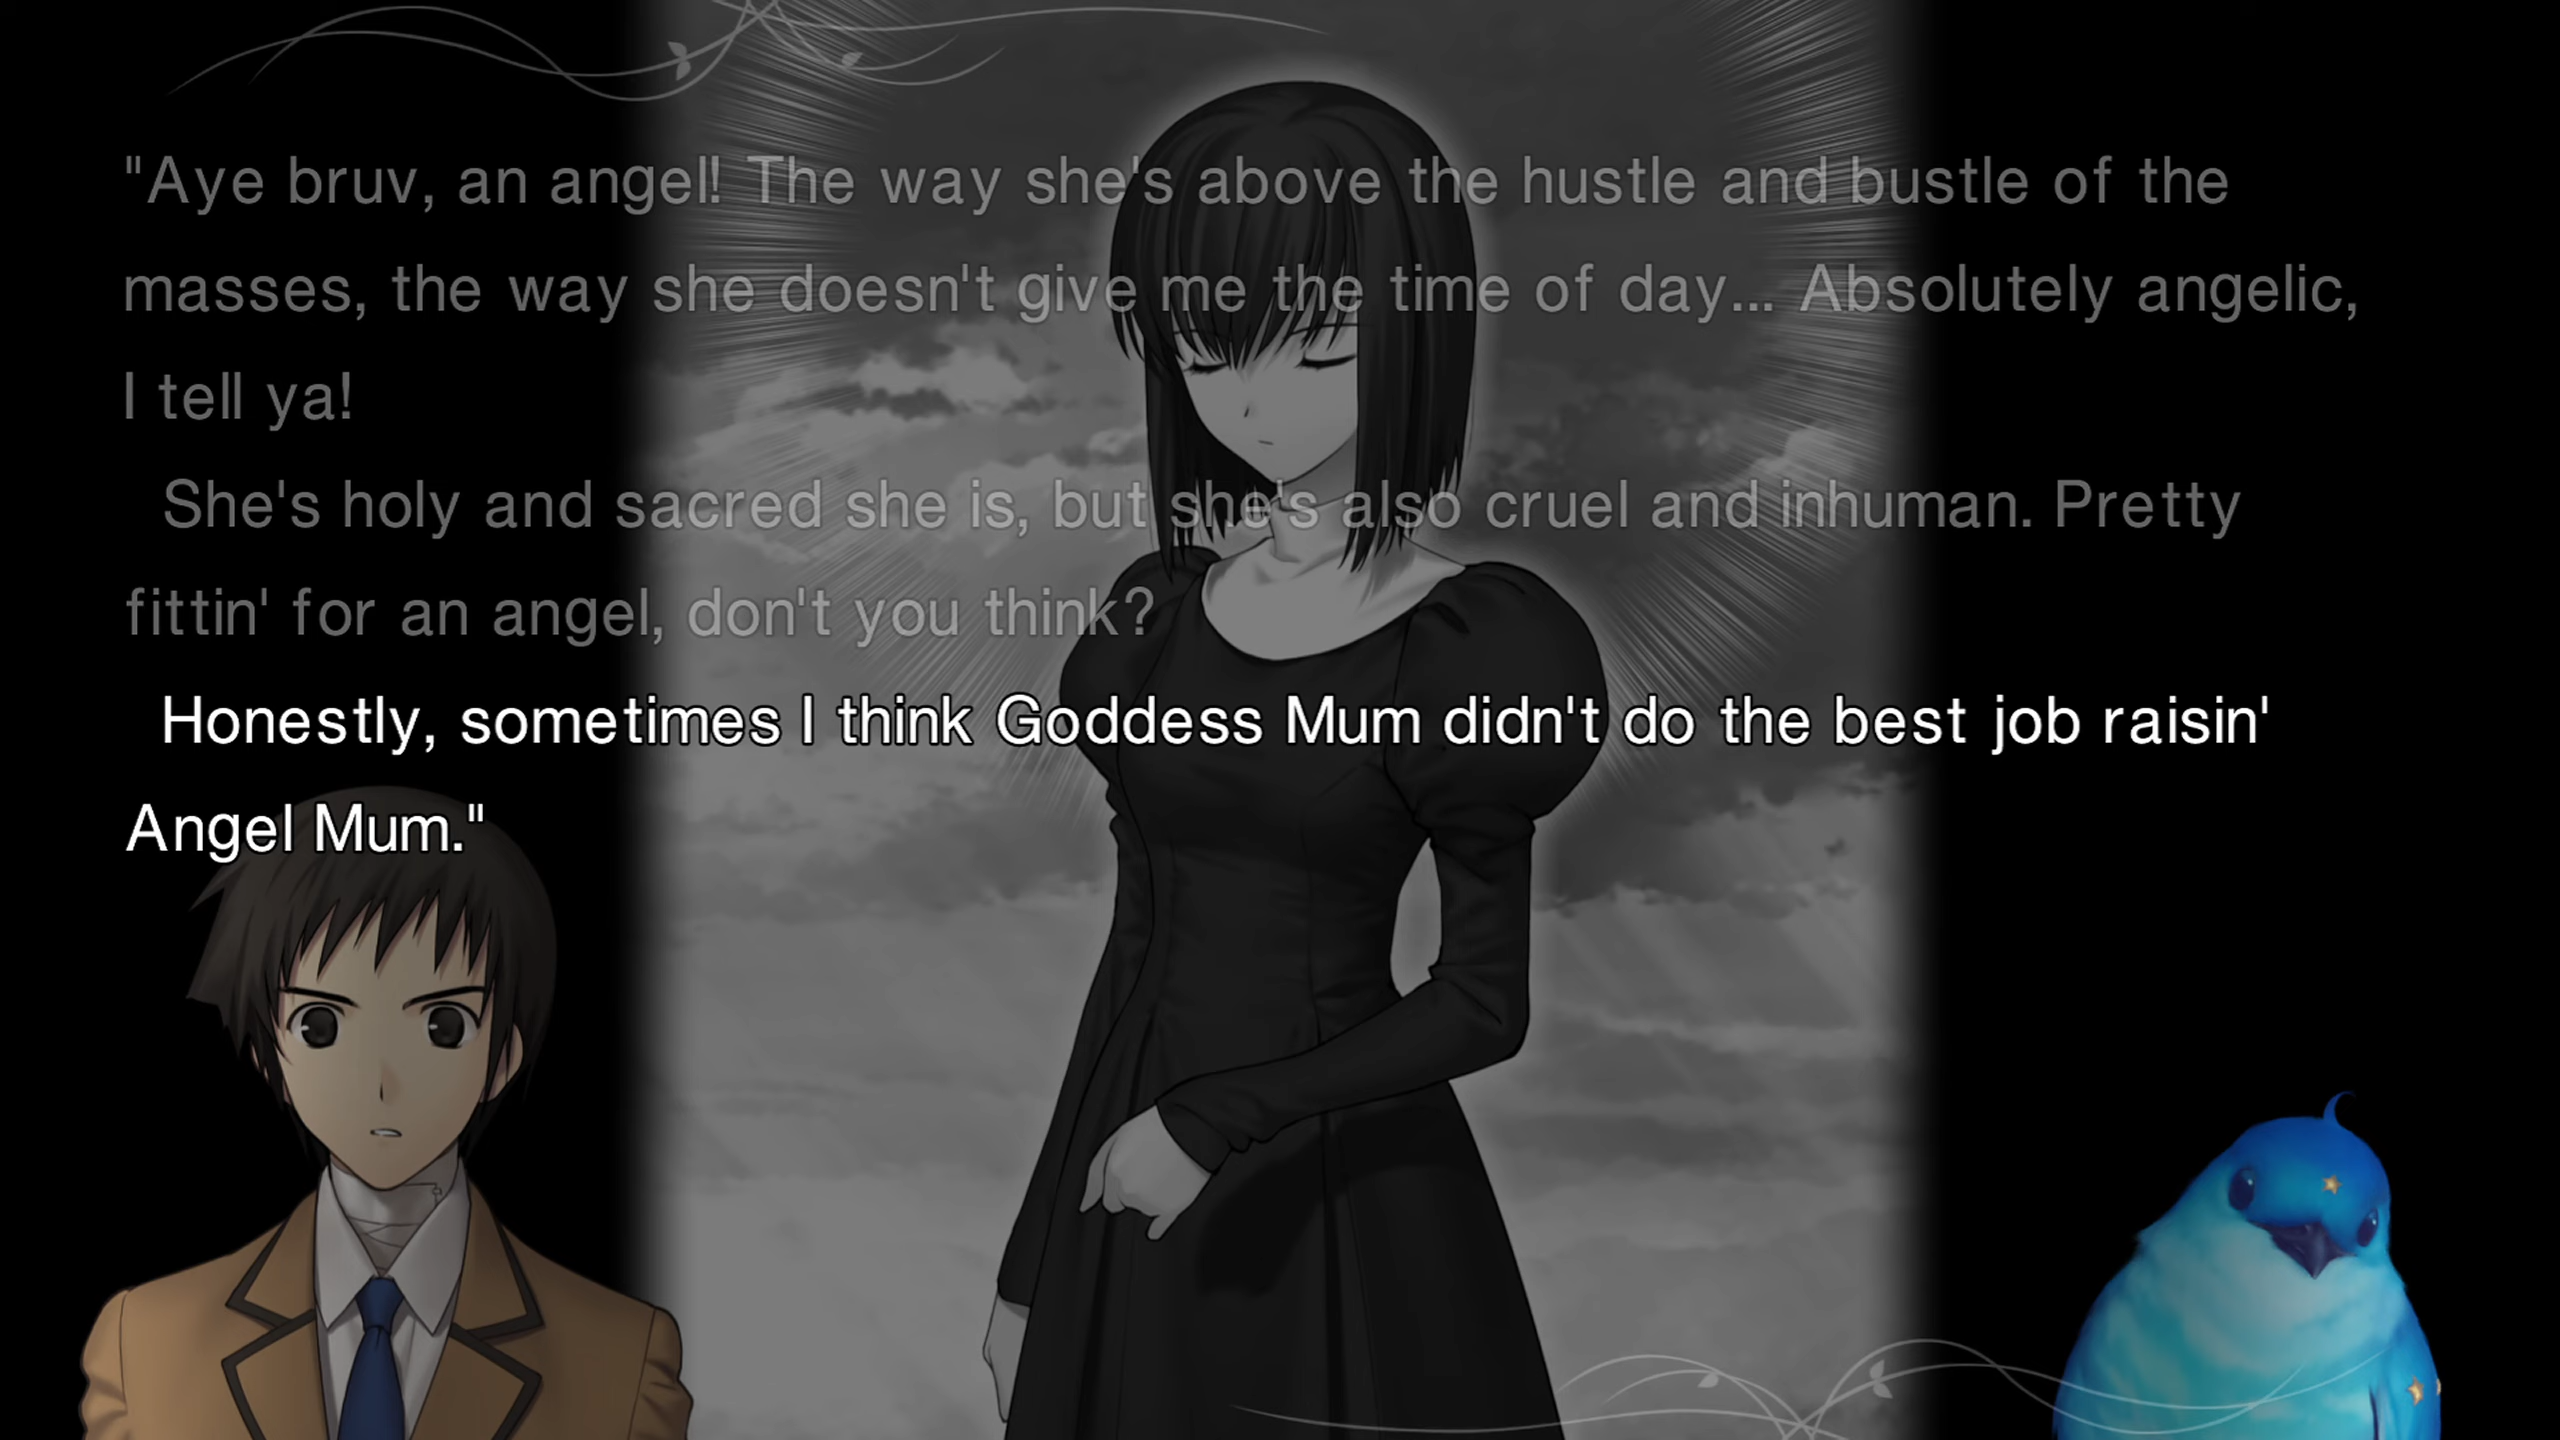 "Aye bruv, an angel! The way she's above the hustle and bustle of the
masses, the way she doesn't give me the time of day... Absolutely angelic,
I tell ya!
She's holy and sacred she is, but she's also cruel and inhuman. Pretty
fittin' for an angel, don't you think?
Honestly, sometimes I think Goddess Mum didn't do the best job raisin'
Angel Mum."